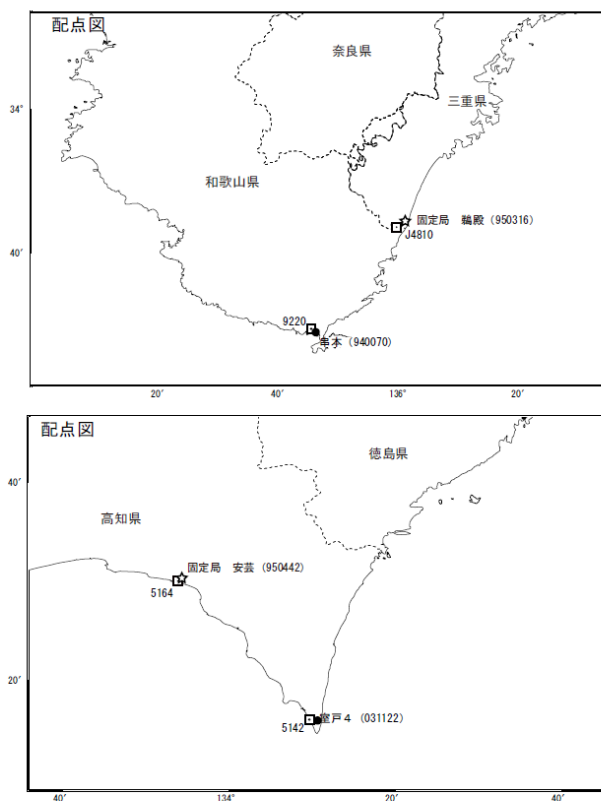 配点図
奈良県
三重県
34°
和歌山県
固定局 鵜殿(950316)
J4810
40′
9220
串本(940070)
20′
40′
136°
20′
配点図
徳島県
40′
高知県
固定局 安芸(950442)
5164
20′
室戸4(031122)
5142
40′
134°
20′
40′